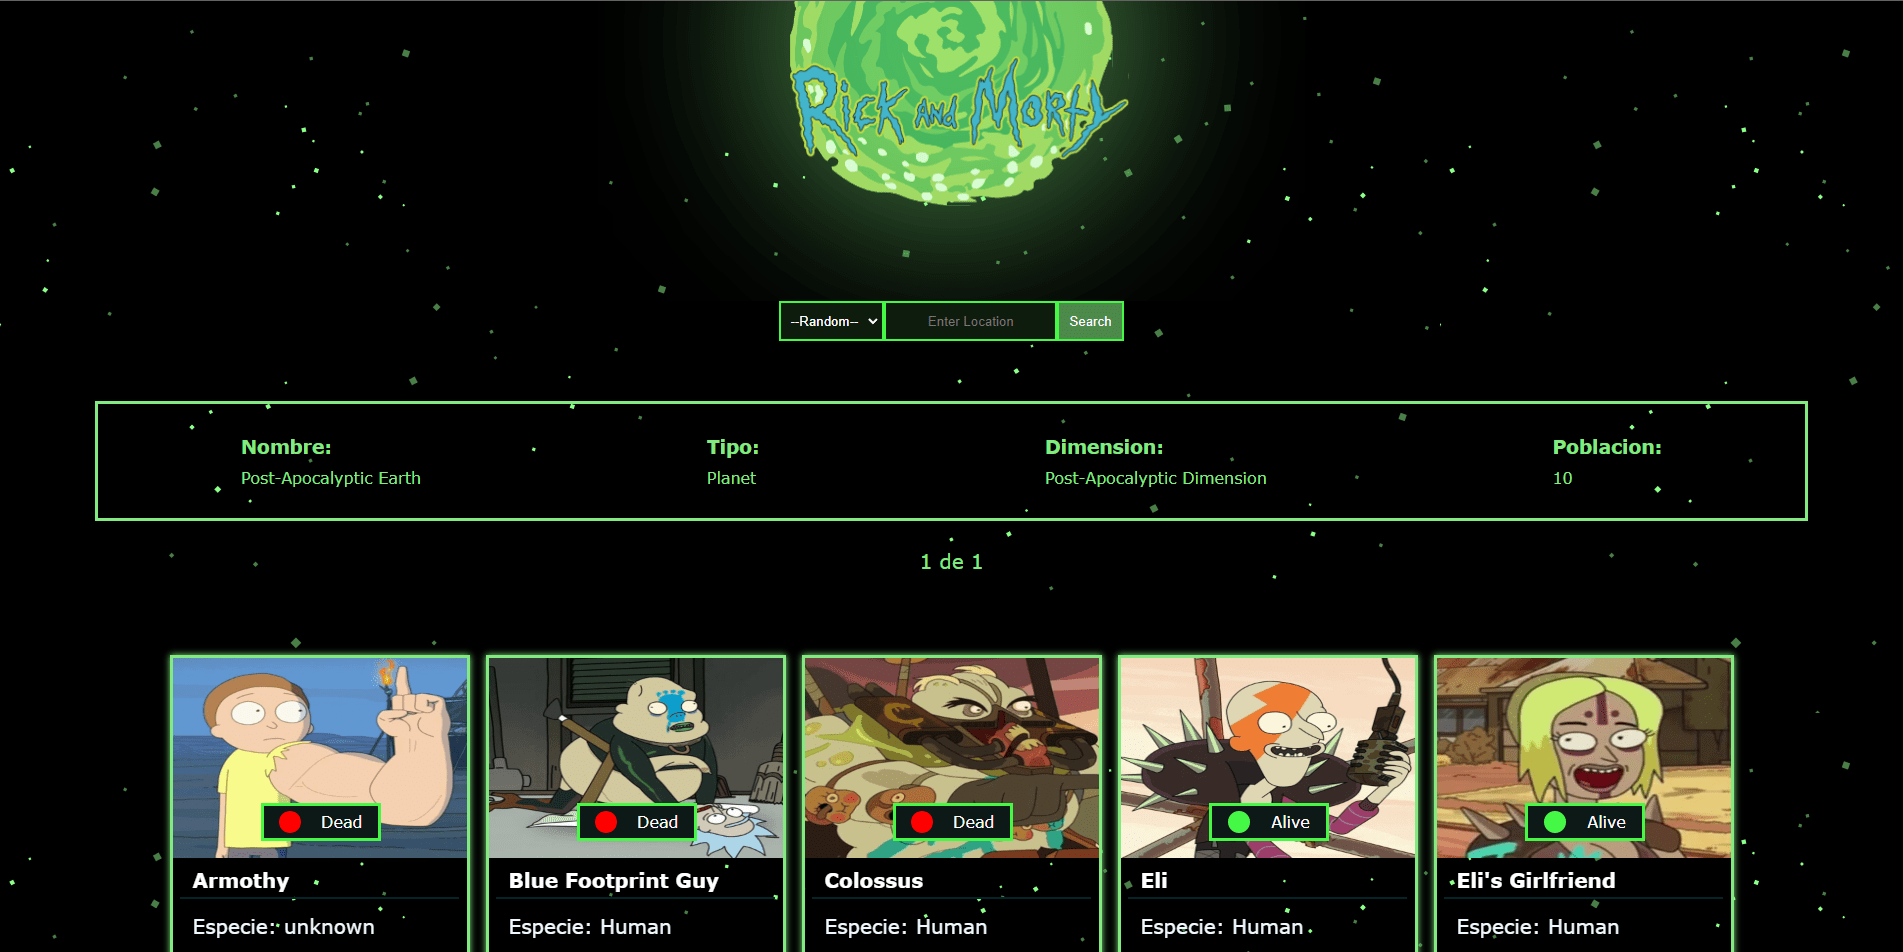 Rick and Morty
--Random-- Enter Location Search
Nombre: Tipo: Dimension: Poblacion:
Post-Apocalyptic Earth Planet Post-Apocalyptic Dimension 10
1 de 1
Dead Dead Dead Alive Alive
Armothy Blue Footprint Guy Colossus Eli Eli's Girlfriend
Especie: unknown Especie: Human Especie: Human Especie: Human Especie: Human